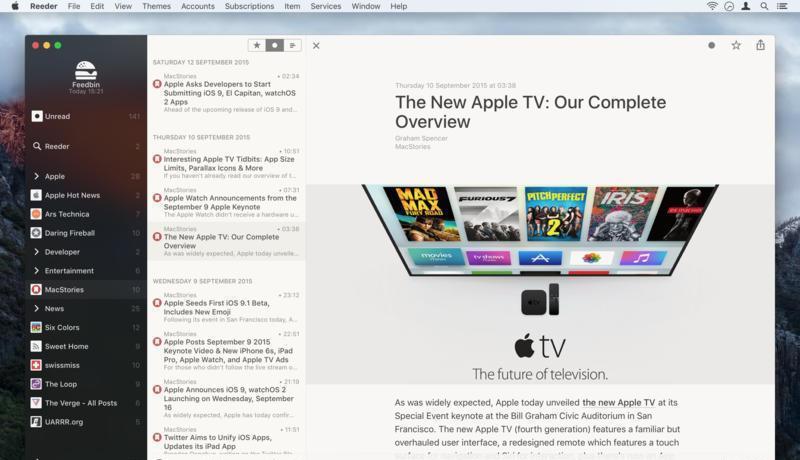 Reeder File Edit View Themes Accounts Subscriptions Item Services Window Help
Feedbin
Today 15:21
Unread 141
Reeder 2
Apple 28
Apple Hot News 2
Ars Technica 7
Daring Fireball 10
Developer 2
Entertainment 6
MacStories 10
News 25
Six Colors 12
Sweet Home 9
swissmiss 10
The Loop 9
The Verge - All Posts 6
UARRR.org 5
SATURDAY 12 SEPTEMBER 2015
MacStories • 02:34
Apple Asks Developers to Start
Submitting iOS 9, El Capitan, watchOS
2 Apps
Ahead of the upcoming release of iOS 9 and...
THURSDAY 10 SEPTEMBER 2015
MacStories • 10:51
Interesting Apple TV Tidbits: App Size
Limits, Parallax Icons & More
If you haven't already read our overview of t...
MacStories • 07:31
Apple Watch Announcements from the
September 9 Apple Keynote
The Apple Watch didn't receive a hardware u...
MacStories • 03:38
The New Apple TV: Our Complete
Overview
As was widely expected, Apple today unveil...
WEDNESDAY 9 SEPTEMBER 2015
MacStories • 23:12
Apple Seeds First iOS 9.1 Beta,
Includes New Emoji
Following its event in San Francisco today, A...
MacStories • 22:51
Apple Posts September 9 2015
Keynote Video & New iPhone 6s, iPad
Pro, Apple Watch, and Apple TV Ads
For those who didn't follow the live stream o...
MacStories • 21:19
Apple Announces iOS 9, watchOS 2
Launching on Wednesday, September
16
As widely expected, Apple has today confir...
MacStories • 11:51
Twitter Aims to Unify iOS Apps,
Updates its iPad App
Thursday 10 September 2015 at 03:38
The New Apple TV: Our Complete
Overview
Graham Spencer
MacStories
MAD MAX
FURY ROAD
FURIOUS 7
PITCH PERFECT
2
IRIS
movies
tv shows
tv
The future of television.
As was widely expected, Apple today unveiled the new Apple TV at its
Special Event keynote at the Bill Graham Civic Auditorium in San
Francisco. The new Apple TV (fourth generation) features a familiar but
overhauled user interface, a redesigned remote which features a touch